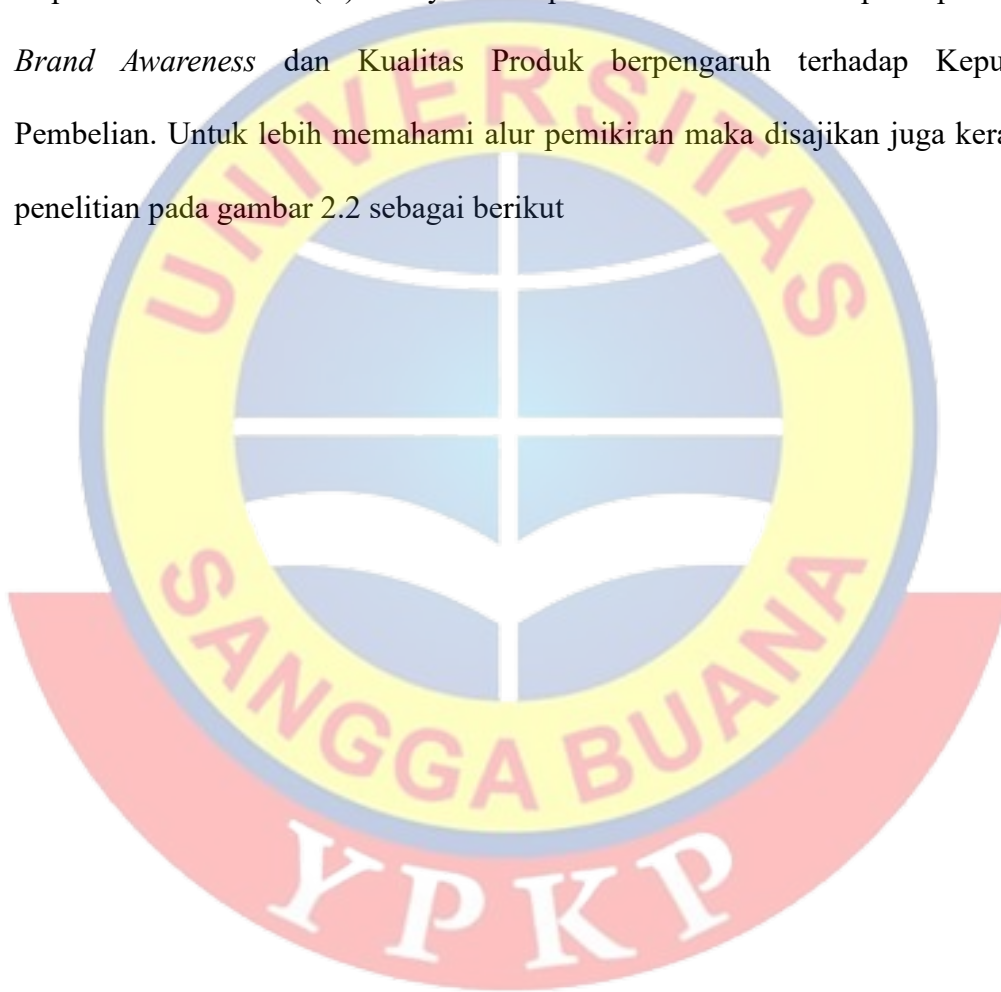 Brand Awareness dan Kualitas Produk berpengaruh terhadap Kepu
Pembelian. Untuk lebih memahami alur pemikiran maka disajikan juga kera
penelitian pada gambar 2.2 sebagai berikut
UNIVERSITAS
SANGGA BUANA
YPKP